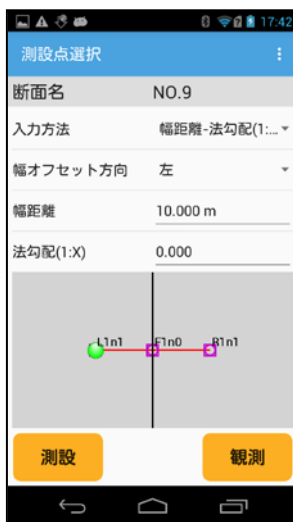 17:42
測設点選択
断面名 NO.9
入力方法 幅距離-法勾配(1:...
幅オフセット方向 左
幅距離 10.000 m
法勾配(1:X) 0.000
L1n1 F1n0 R1n1
測設 観測